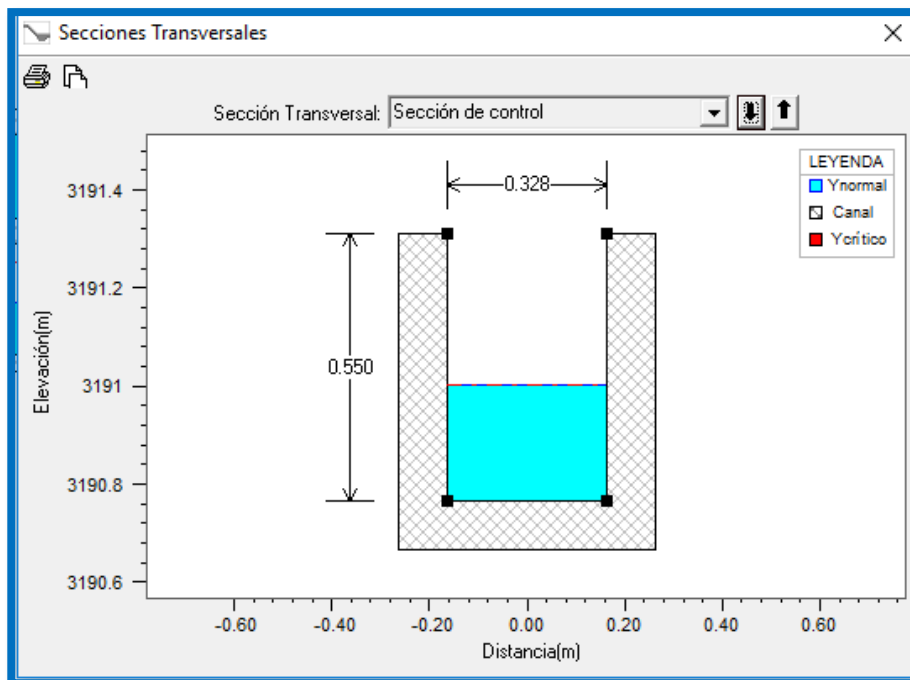 Secciones Transversales
Sección Transversal: Sección de control
LEYENDA
Ynormal
Canal
Ycrítico
0.328
0.550
Elevación(m)
3191.4
3191.2
3191
3190.8
3190.6
-0.60 -0.40 -0.20 0.00 0.20 0.40 0.60
Distancia(m)